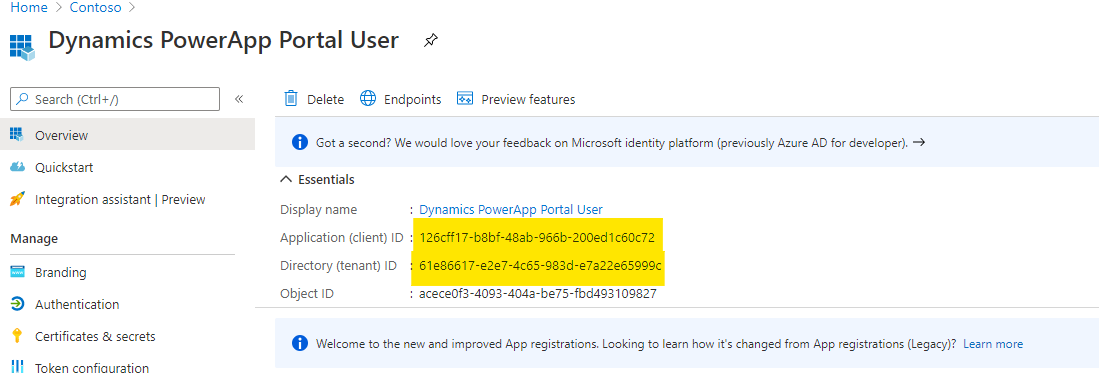 Home > Contoso >
Dynamics PowerApp Portal User
Search (Ctrl+/) «
Delete Endpoints Preview features
Overview
Quickstart
Integration assistant | Preview
Manage
Branding
Authentication
Certificates & secrets
Token configuration
Got a second? We would love your feedback on Microsoft identity platform (previously Azure AD for developer). →
Essentials
Display name : Dynamics PowerApp Portal User
Application (client) ID : 126cff17-b8bf-48ab-966b-200ed1c60c72
Directory (tenant) ID : 61e86617-e2e7-4c65-983d-e7a22e65999c
Object ID : acece0f3-4093-404a-be75-fbd493109827
Welcome to the new and improved App registrations. Looking to learn how it's changed from App registrations (Legacy)? Learn more